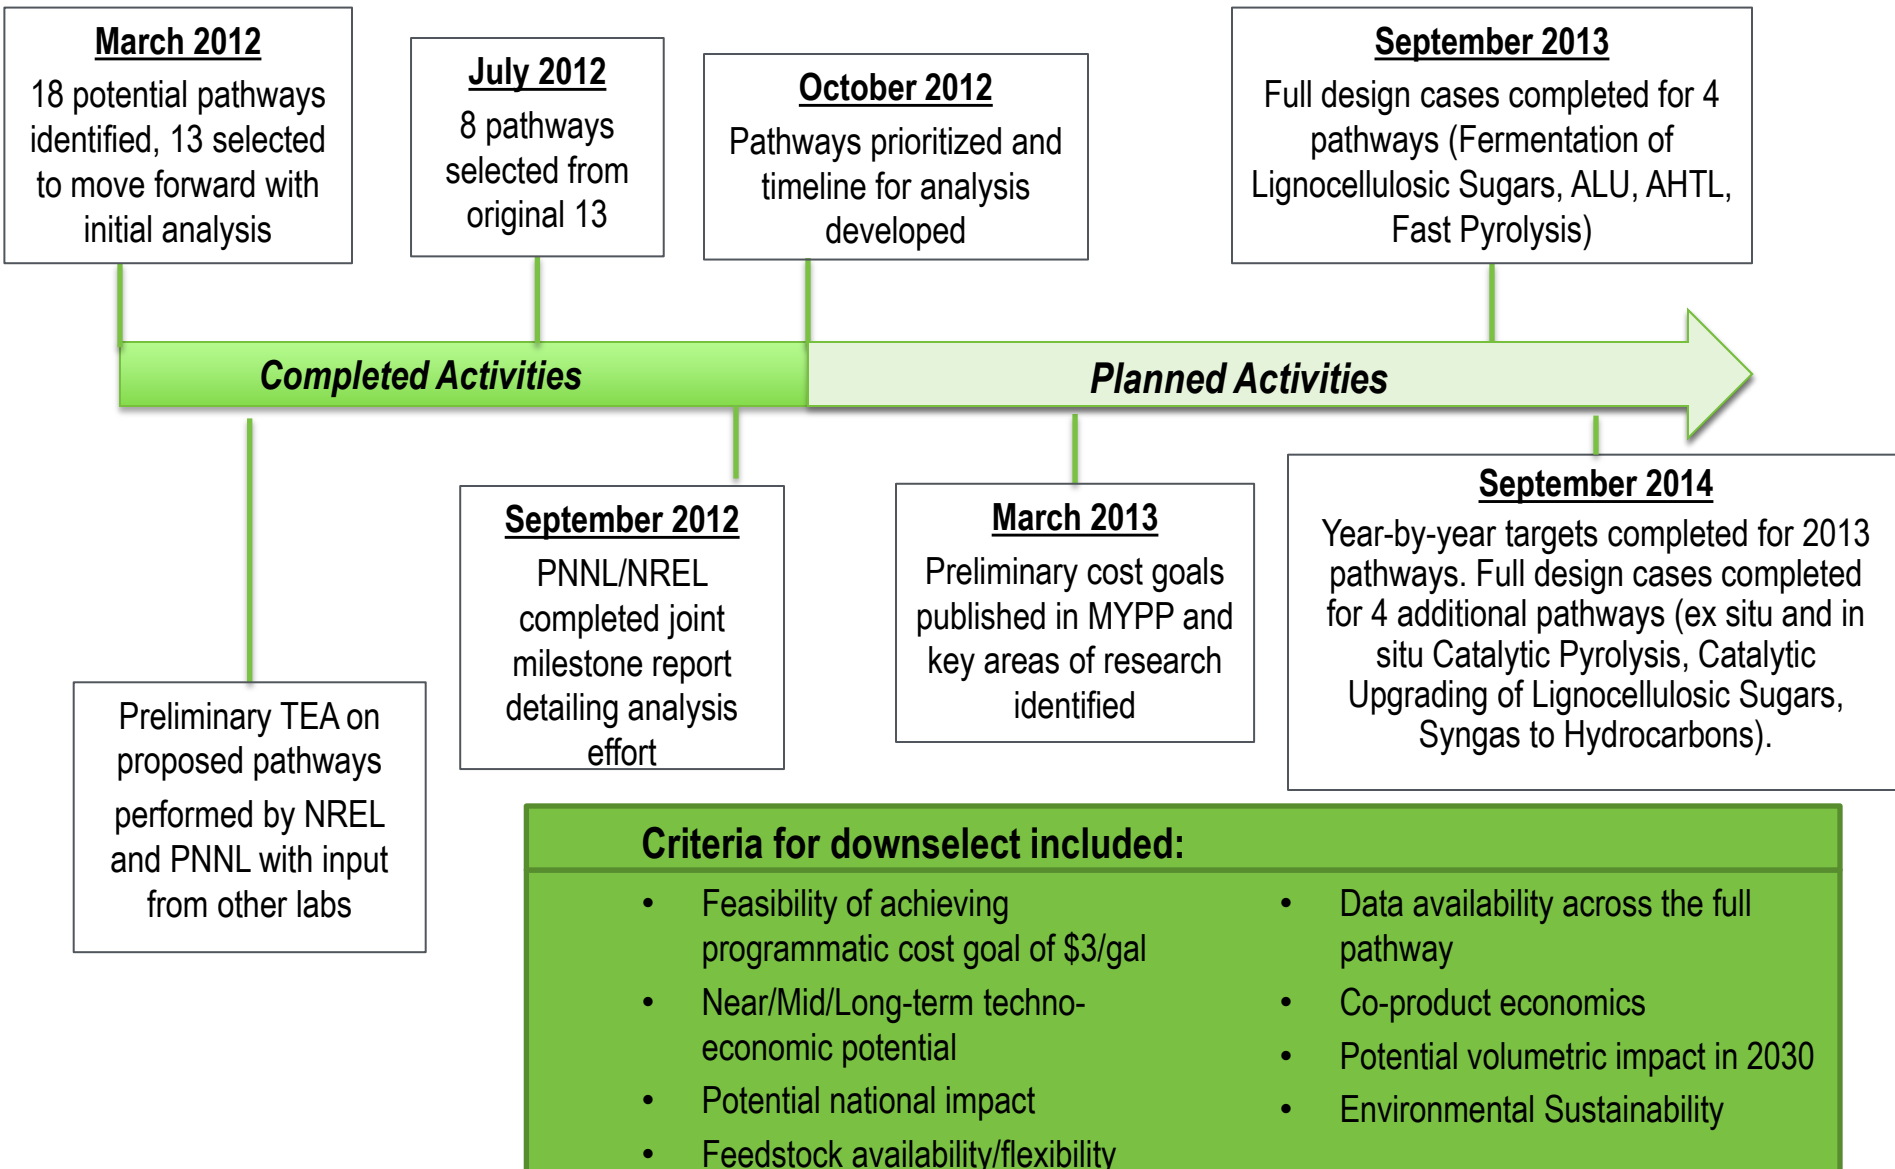 March 2012
18 potential pathways
identified, 13 selected
to move forward with
initial analysis
July 2012
8 pathways
selected from
original 13
October 2012
Pathways prioritized and
timeline for analysis
developed
September 2013
Full design cases completed for 4
pathways (Fermentation of
Lignocellulosic Sugars, ALU, AHTL,
Fast Pyrolysis)
Completed Activities
Planned Activities
Preliminary TEA on
proposed pathways
performed by NREL
and PNNL with input
from other labs
September 2012
PNNL/NREL
completed joint
milestone report
detailing analysis
effort
March 2013
Preliminary cost goals
published in MYPP and
key areas of research
identified
September 2014
Year-by-year targets completed for 2013
pathways. Full design cases completed
for 4 additional pathways (ex situ and in
situ Catalytic Pyrolysis, Catalytic
Upgrading of Lignocellulosic Sugars,
Syngas to Hydrocarbons).
Criteria for downselect included:
• Feasibility of achieving
programmatic cost goal of $3/gal
• Near/Mid/Long-term techno-
economic potential
• Potential national impact
• Feedstock availability/flexibility
• Data availability across the full
pathway
• Co-product economics
• Potential volumetric impact in 2030
• Environmental Sustainability